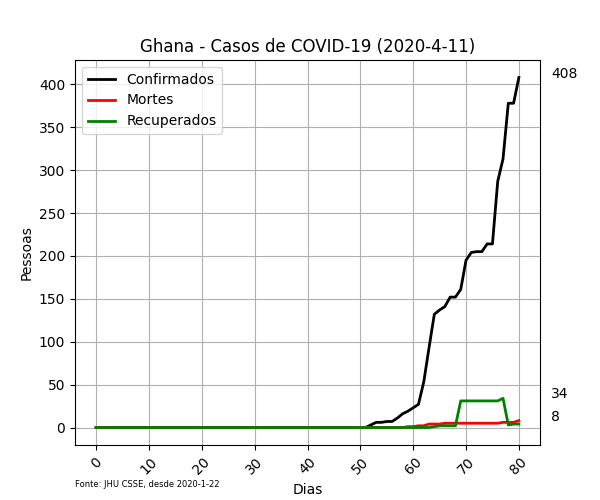 Ghana - Casos de COVID-19 (2020-4-11)
Confirmados
Mortes
Recuperados
408
400
350
300
250
200
150
100
50
0
34
8
Pessoas
0 10 20 30 40 50 60 70 80
Dias
Fonte: JHU CSSE, desde 2020-1-22